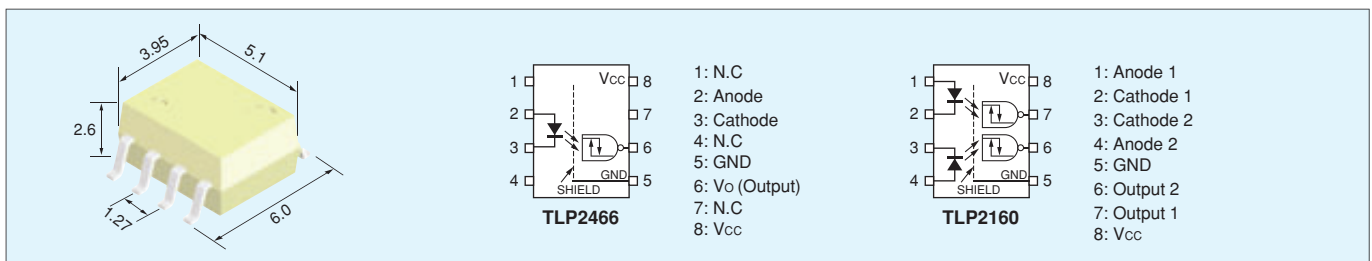 3.95
5.1
2.6
1.27
6.0
1
2
3
4
VCC
8
7
6
5
GND
SHIELD
TLP2466
1: N.C
2: Anode
3: Cathode
4: N.C
5: GND
6: VO (Output)
7: N.C
8: VCC
1
2
3
4
VCC
8
7
6
5
GND
SHIELD
TLP2160
1: Anode 1
2: Cathode 1
3: Cathode 2
4: Anode 2
5: GND
6: Output 2
7: Output 1
8: VCC